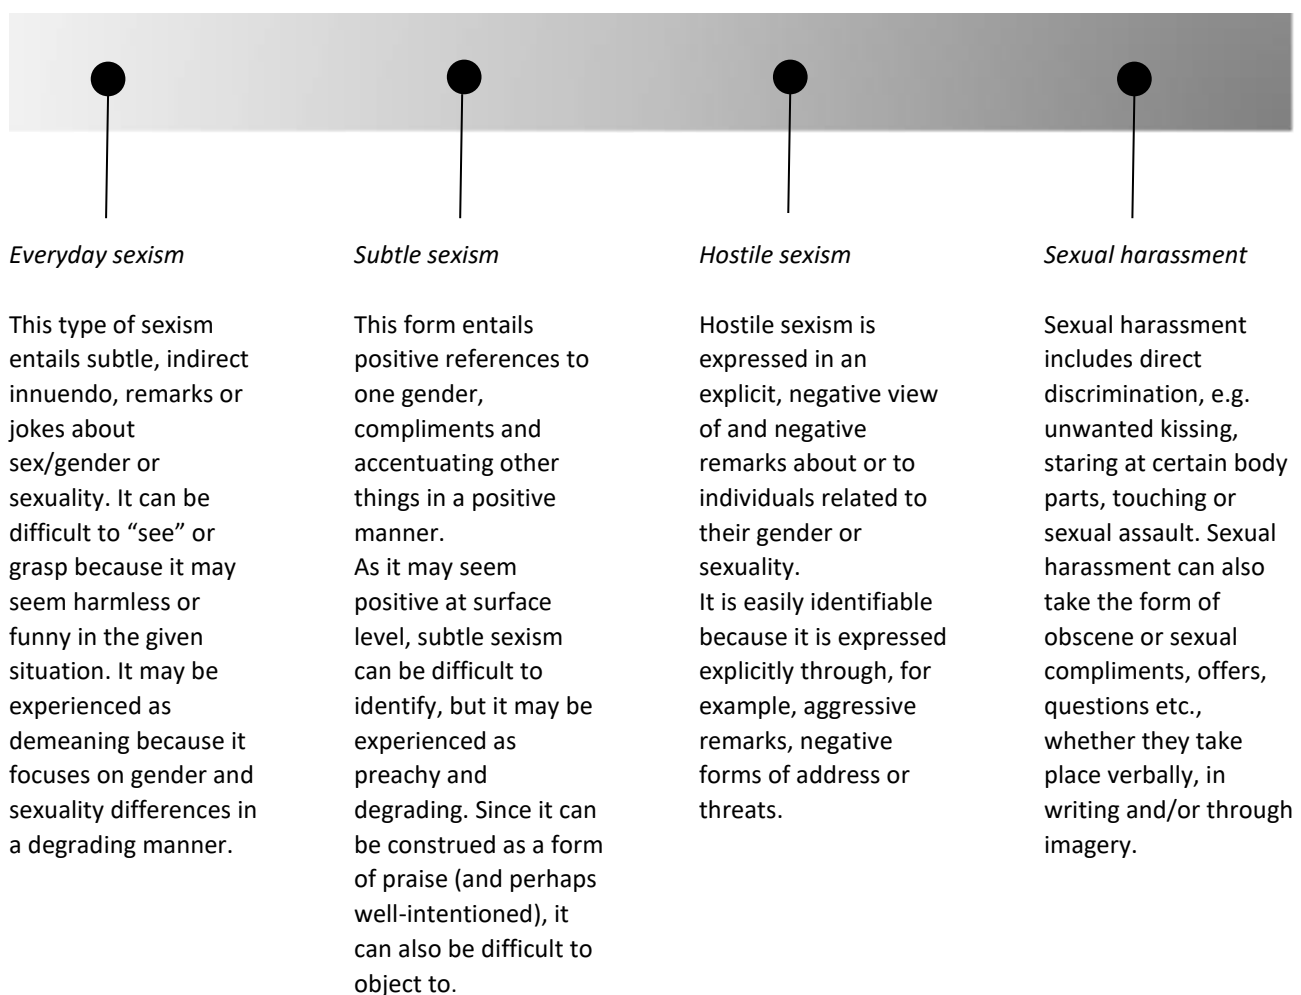 Everyday sexism
This type of sexism
entails subtle, indirect
innuendo, remarks or
jokes about
sex/gender or
sexuality. It can be
difficult to “see” or
grasp because it may
seem harmless or
funny in the given
situation. It may be
experienced as
demeaning because it
focuses on gender and
sexuality differences in
a degrading manner.
Subtle sexism
This form entails
positive references to
one gender,
compliments and
accentuating other
things in a positive
manner.
As it may seem
positive at surface
level, subtle sexism
can be difficult to
identify, but it may be
experienced as
preachy and
degrading. Since it can
be construed as a form
of praise (and perhaps
well-intentioned), it
can also be difficult to
object to.
Hostile sexism
Hostile sexism is
expressed in an
explicit, negative view
of and negative
remarks about or to
individuals related to
their gender or
sexuality.
It is easily identifiable
because it is expressed
explicitly through, for
example, aggressive
remarks, negative
forms of address or
threats.
Sexual harassment
Sexual harassment
includes direct
discrimination, e.g.
unwanted kissing,
staring at certain body
parts, touching or
sexual assault. Sexual
harassment can also
take the form of
obscene or sexual
compliments, offers,
questions etc.,
whether they take
place verbally, in
writing and/or through
imagery.